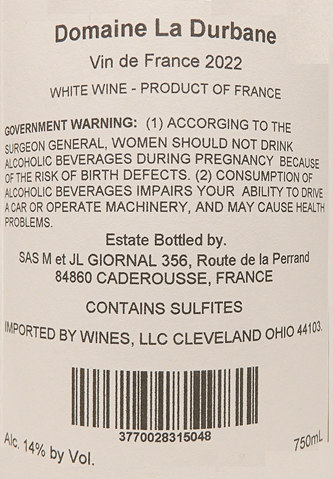 Domaine La Durbane
Vin de France 2022
WHITE WINE - PRODUCT OF FRANCE
GOVERNMENT WARNING: (1) ACCORGING TO THE
SURGEON GENERAL, WOMEN SHOULD NOT DRINK
ALCOHOLIC BEVERAGES DURING PREGNANCY BECAUSE
OF THE RISK OF BIRTH DEFECTS. (2) CONSUMPTION OF
ALCOHOLIC BEVERAGES IMPAIRS YOUR ABILITY TO DRIVE
A CAR OR OPERATE MACHINERY, AND MAY CAUSE HEALTH
PROBLEMS.
Estate Bottled by.
SAS M et JL GIORNAL 356, Route de la Perrand
84860 CADEROUSSE, FRANCE
CONTAINS SULFITES
IMPORTED BY WINES, LLC CLEVELAND OHIO 44103.
3770028315048
Alc. 14% by Vol.
750mL